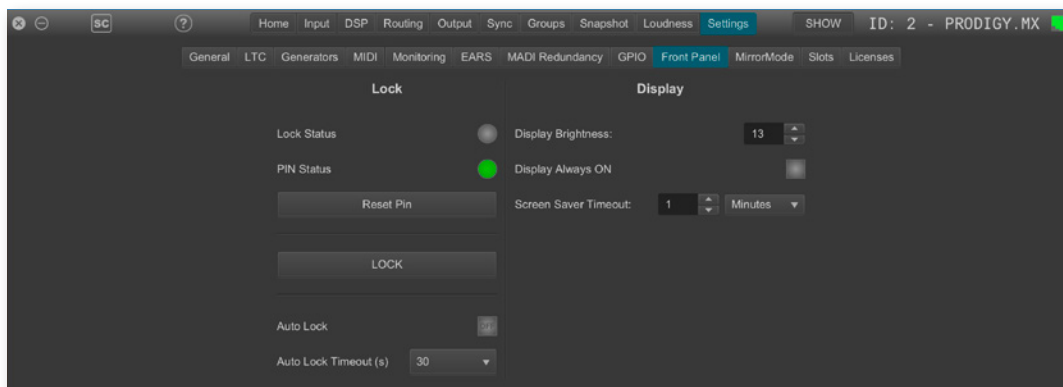 SC ? Home Input DSP Routing Output Sync Groups Snapshot Loudness Settings SHOW ID: 2 - PRODIGY.MX
General LTC Generators MIDI Monitoring EARS MADI Redundancy GPIO Front Panel MirrorMode Slots Licenses
Lock Display
Lock Status Display Brightness: 13
PIN Status Display Always ON
Reset Pin Screen Saver Timeout: 1 Minutes
LOCK
Auto Lock OFF
Auto Lock Timeout (s) 30